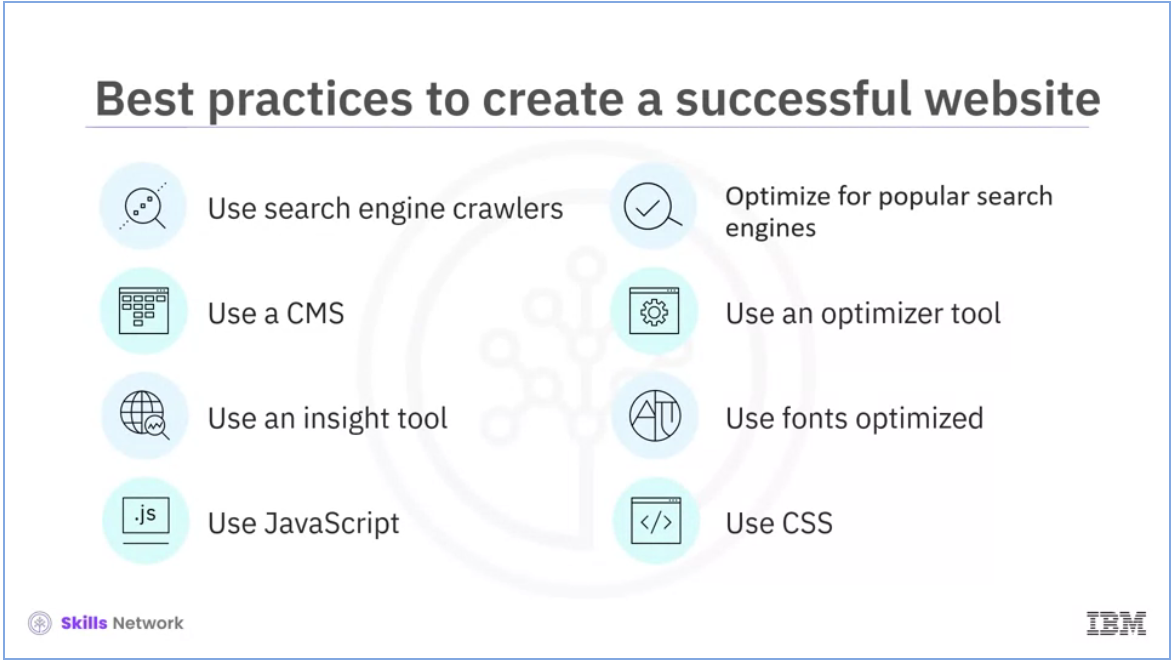 Best practices to create a successful website
Use search engine crawlers
Optimize for popular search
engines
Use a CMS
Use an optimizer tool
Use an insight tool
Use fonts optimized
.js
Use JavaScript
</>
Use CSS
Skills Network
IBM